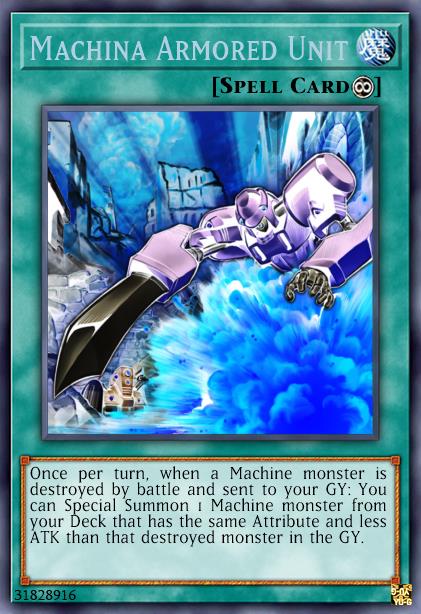 Machina Armored Unit 魔
[Spell Card]
Once per turn, when a Machine monster is
destroyed by battle and sent to your GY: You
can Special Summon 1 Machine monster from
your Deck that has the same Attribute and less
ATK than that destroyed monster in the GY.
31828916